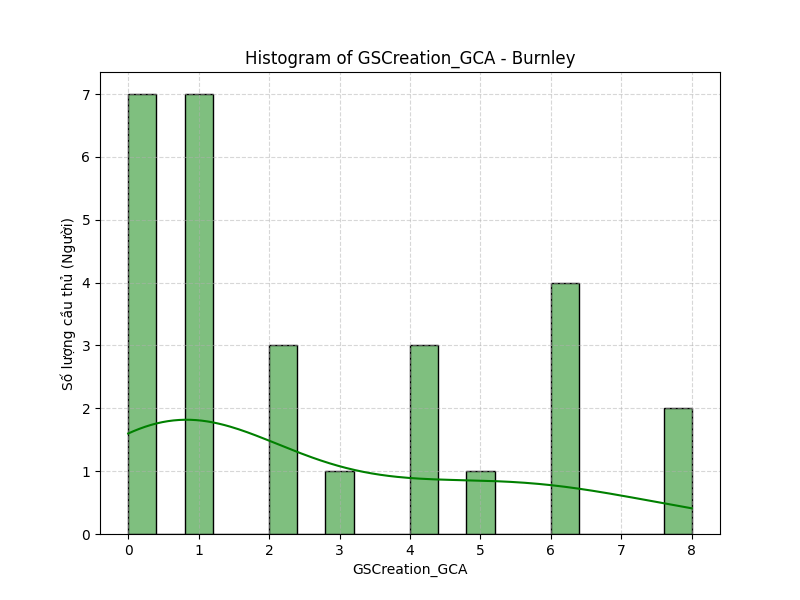 Histogram of GSCreation_GCA - Burnley
Số lượng cầu thủ (Người)
7
6
5
4
3
2
1
0
0 1 2 3 4 5 6 7 8
GSCreation_GCA